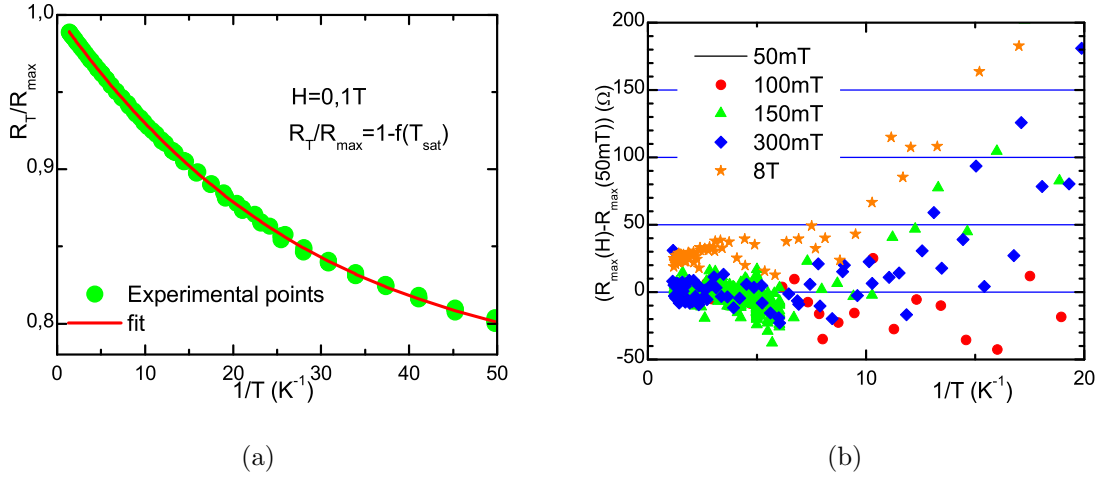 1,0
0,9
0,8
R_T/R_max
H=0,1T
R_T/R_max=1-f(T_sat)
Experimental points
fit
0 10 20 30 40 50
1/T (K^-1)
(a)
200
150
100
50
0
-50
(R_max(H)-R_max(50mT)) (Ω)
50mT
100mT
150mT
300mT
8T
0 10 20
1/T (K^-1)
(b)